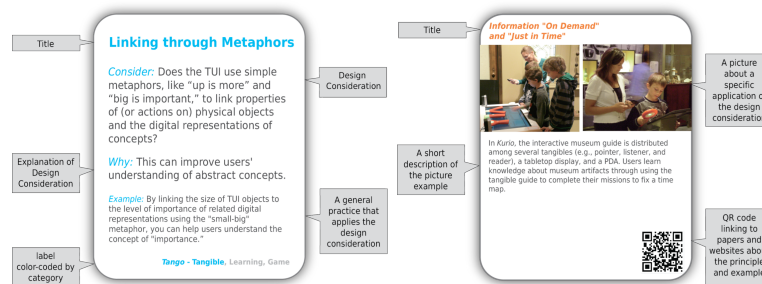 Title
Linking through Metaphors
Consider: Does the TUI use simple
metaphors, like “up is more” and
“big is important,” to link properties
of (or actions on) physical objects
and the digital representations of
concepts?
Why: This can improve users'
understanding of abstract concepts.
Example: By linking the size of TUI objects to
the level of importance of related digital
representations using the "small-big"
metaphor, you can help users understand the
concept of “importance.”
Tango - Tangible, Learning, Game
Explanation of
Design
Consideration
label
color-coded by
category
Design
Consideration
A general
practice that
applies the
design
consideration
Title
Information "On Demand"
and "Just in Time"
In Kurio, the interactive museum guide is distributed
among several tangibles (e.g., pointer, listener, and
reader), a tabletop display, and a PDA. Users learn
knowledge about museum artifacts through using the
tangible guide to complete their missions to fix a time
map.
A short
description of
the picture
example
A picture
about a
specific
application
the design
consideration
QR code
linking to
papers and
websites
the principle
and example